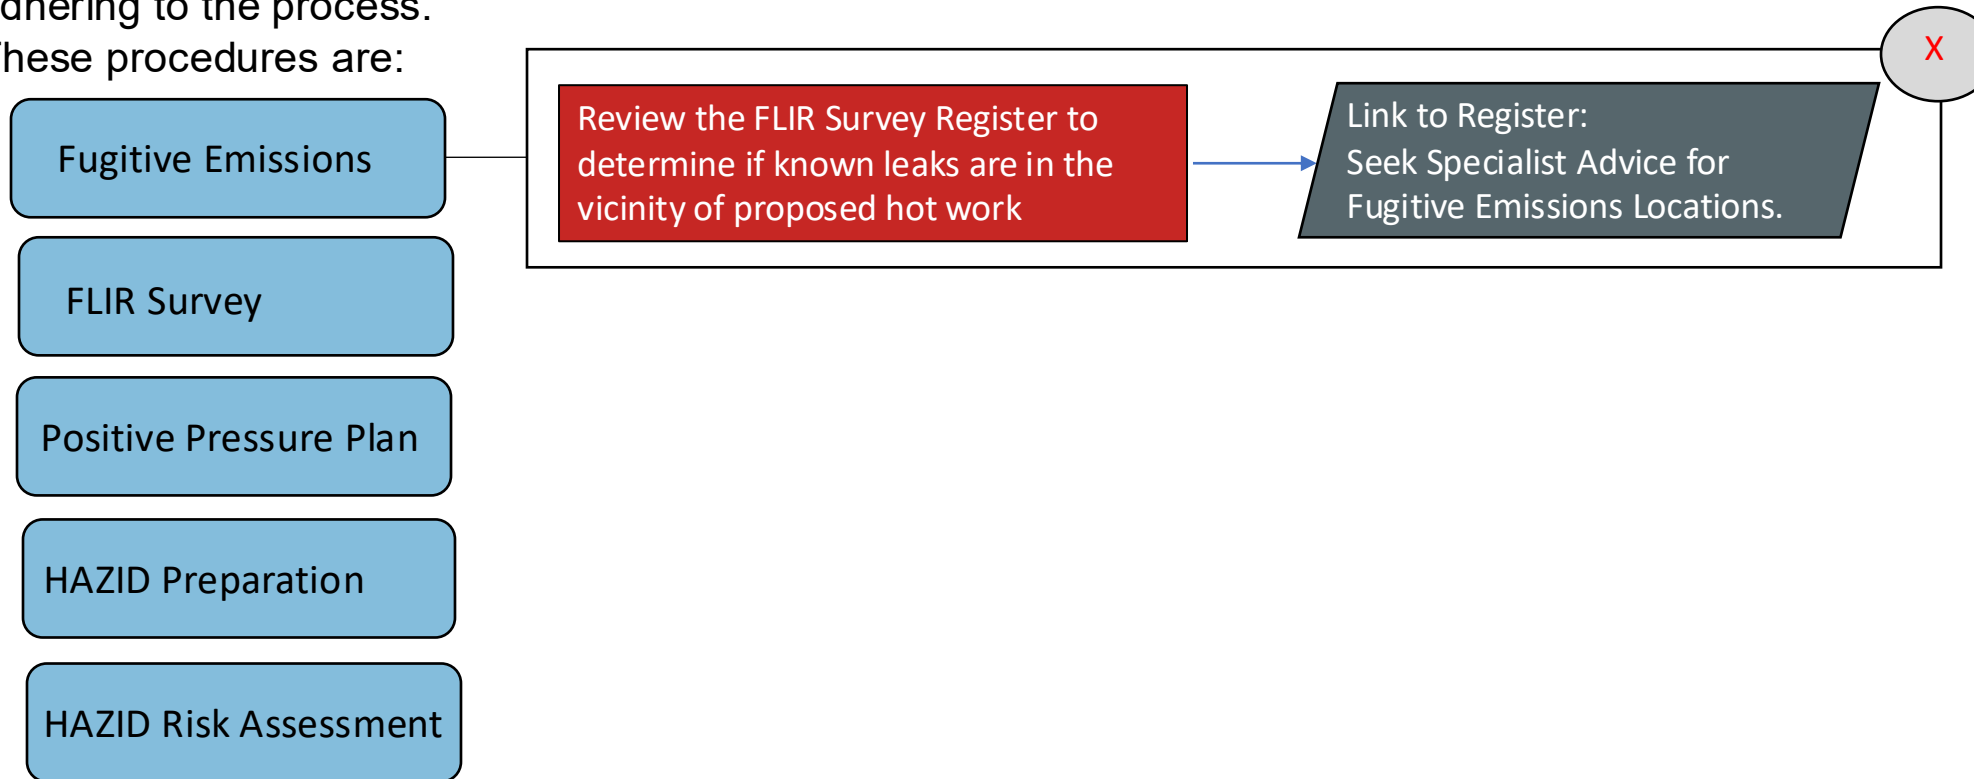 adhering to the process.
These procedures are:
X
Fugitive Emissions
Review the FLIR Survey Register to
determine if known leaks are in the
vicinity of proposed hot work
Link to Register:
Seek Specialist Advice for
Fugitive Emissions Locations.
FLIR Survey
Positive Pressure Plan
HAZID Preparation
HAZID Risk Assessment